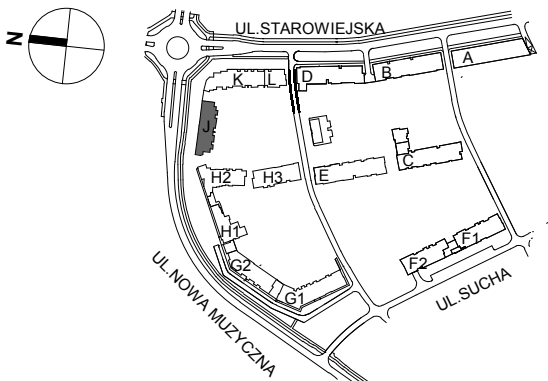 N
UL.STAROWIEJSKA
A
B
D
L
K
J
C
E
H3
H2
H1
F1
F2
G2
G1
UL.SUCHA
UL.NOWA MUZYCZNA